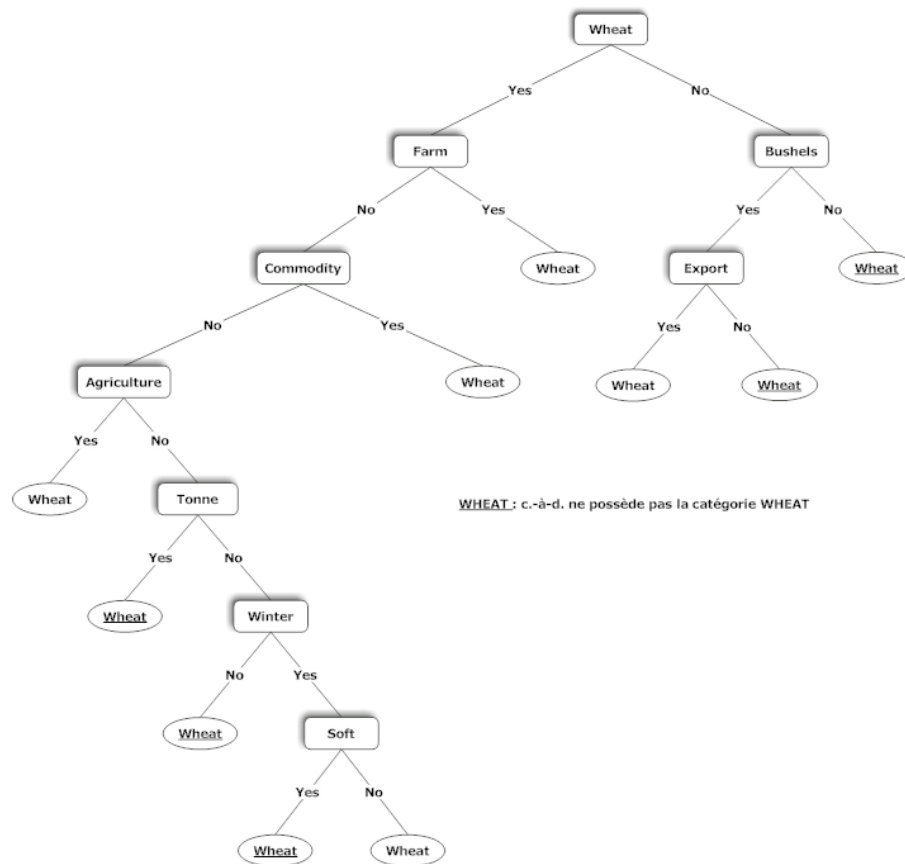 Wheat
Yes
No
Farm
Bushels
No
Yes
Yes
No
Commodity
Wheat
Export
Wheat
No
Yes
Yes
No
Agriculture
Wheat
Wheat
Wheat
Yes
No
Wheat
Tonne
WHEAT : c.-à-d. ne possède pas la catégorie WHEAT
Yes
No
Wheat
Winter
No
Yes
Wheat
Soft
Yes
No
Wheat
Wheat